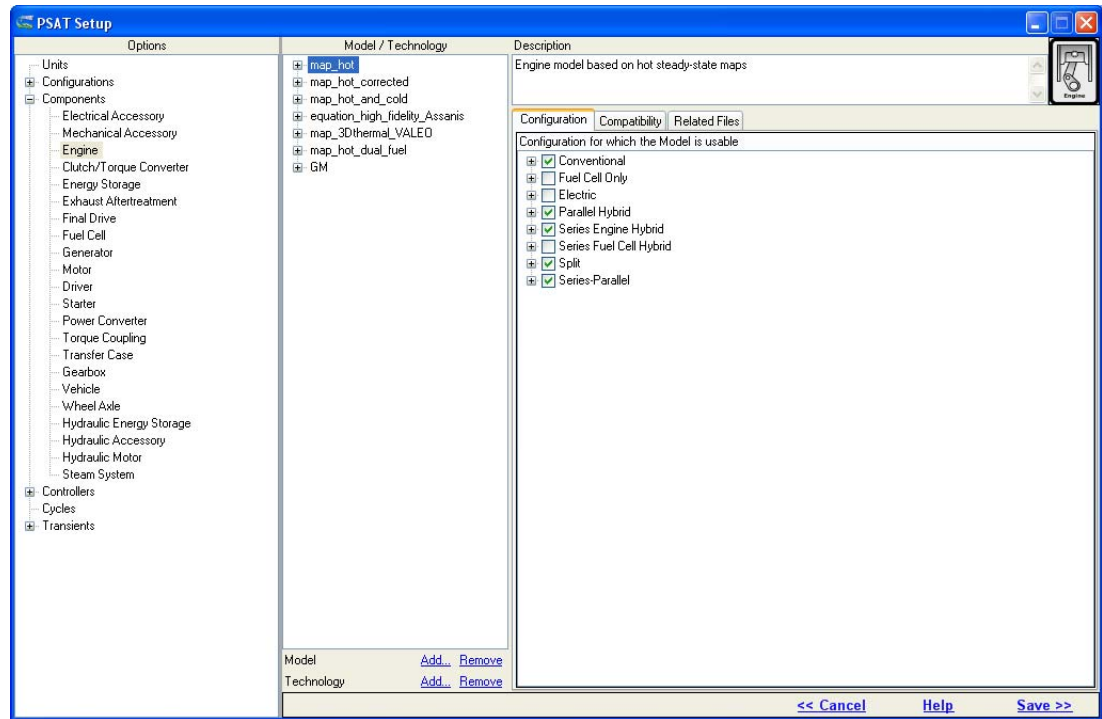 PSAT Setup
Options
Units
Configurations
Components
Electrical Accessory
Mechanical Accessory
Engine
Clutch/Torque Converter
Energy Storage
Exhaust Aftertreatment
Final Drive
Fuel Cell
Generator
Motor
Driver
Starter
Power Converter
Torque Coupling
Transfer Case
Gearbox
Vehicle
Wheel Axle
Hydraulic Energy Storage
Hydraulic Accessory
Hydraulic Motor
Steam System
Controllers
Cycles
Transients
Model / Technology
map_hot
map_hot_corrected
map_hot_and_cold
equation_high_fidelity_Assanis
map_3Dthermal_VALEO
map_hot_dual_fuel
GM
Model Add... Remove
Technology Add... Remove
Description
Engine model based on hot steady-state maps
Engine
Configuration Compatibility Related Files
Configuration for which the Model is usable
Conventional
Fuel Cell Only
Electric
Parallel Hybrid
Series Engine Hybrid
Series Fuel Cell Hybrid
Split
Series-Parallel
<< Cancel Help Save >>